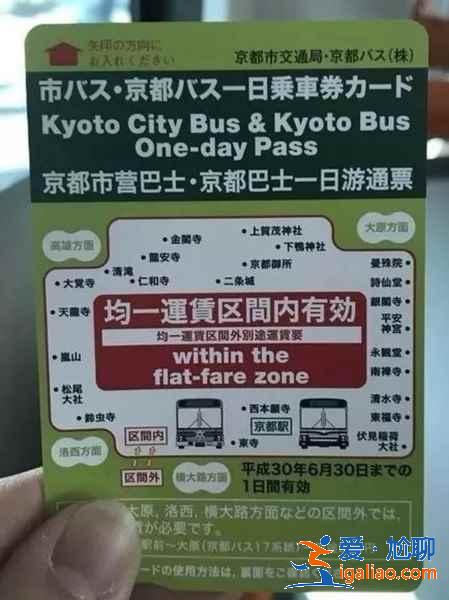 矢印の方向に
お入れください
京都市交通局・京都バス(株)
市バス・京都バス一日乗車券カード
Kyoto City Bus & Kyoto Bus
One-day Pass
京都市营巴士・京都巴士一日游通票
高雄方面
大原方面
・金閣寺
・上賀茂神社
・下鴨神社
・龍安寺
・京都御所
・清滝
・仁和寺
・二条城
・大覚寺
・天龍寺
・嵐山
・松尾
大社
・鈴虫寺
曼殊院・
詩仙堂・
銀閣寺・
平安・
神宮
永観堂・
南禅寺・
清水寺・
東福寺・
伏見稲荷・
大社
均一運賃区間内有効
均一運賃区間外別途運賃要
within the
flat-fare zone
・西本願寺
京都駅
・東寺
区間内
区間外
洛西方面
横大路方面
平成30年6月30日までの
1日間有効
大原, 洛西, 横大路方面などの区間外では,
が必要です。
駅前〜大原(京都バス17系統)
ードの使用方法は, 裏面をご
爱·尬聊
igaliao.com